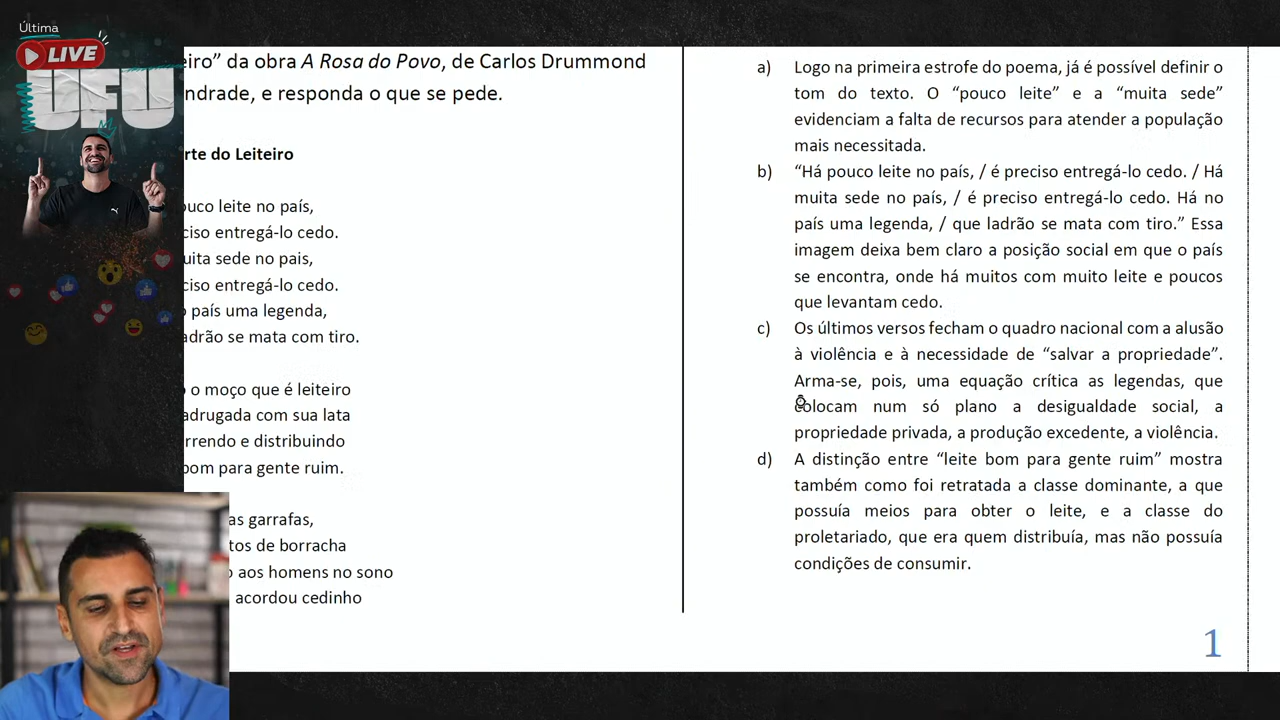 Última
LIVE
UFU
eiro” da obra A Rosa do Povo, de Carlos Drummond
ndrade, e responda o que se pede.
rte do Leiteiro
ouco leite no país,
ciso entregá-lo cedo.
uita sede no pais,
ciso entregá-lo cedo.
o país uma legenda,
adrão se mata com tiro.
o o moço que é leiteiro
adrugada com sua lata
rrendo e distribuindo
bom para gente ruim.
as garrafas,
tos de borracha
o aos homens no sono
acordou cedinho
a) Logo na primeira estrofe do poema, já é possível definir o
tom do texto. O “pouco leite” e a “muita sede”
evidenciam a falta de recursos para atender a população
mais necessitada.
b) “Há pouco leite no país, / é preciso entregá-lo cedo. / Há
muita sede no país, / é preciso entregá-lo cedo. Há no
país uma legenda, / que ladrão se mata com tiro.” Essa
imagem deixa bem claro a posição social em que o país
se encontra, onde há muitos com muito leite e poucos
que levantam cedo.
c) Os últimos versos fecham o quadro nacional com a alusão
à violência e à necessidade de “salvar a propriedade”.
Arma-se, pois, uma equação crítica as legendas, que
colocam num só plano a desigualdade social, a
propriedade privada, a produção excedente, a violência.
d) A distinção entre “leite bom para gente ruim” mostra
também como foi retratada a classe dominante, a que
possuía meios para obter o leite, e a classe do
proletariado, que era quem distribuía, mas não possuía
condições de consumir.
1